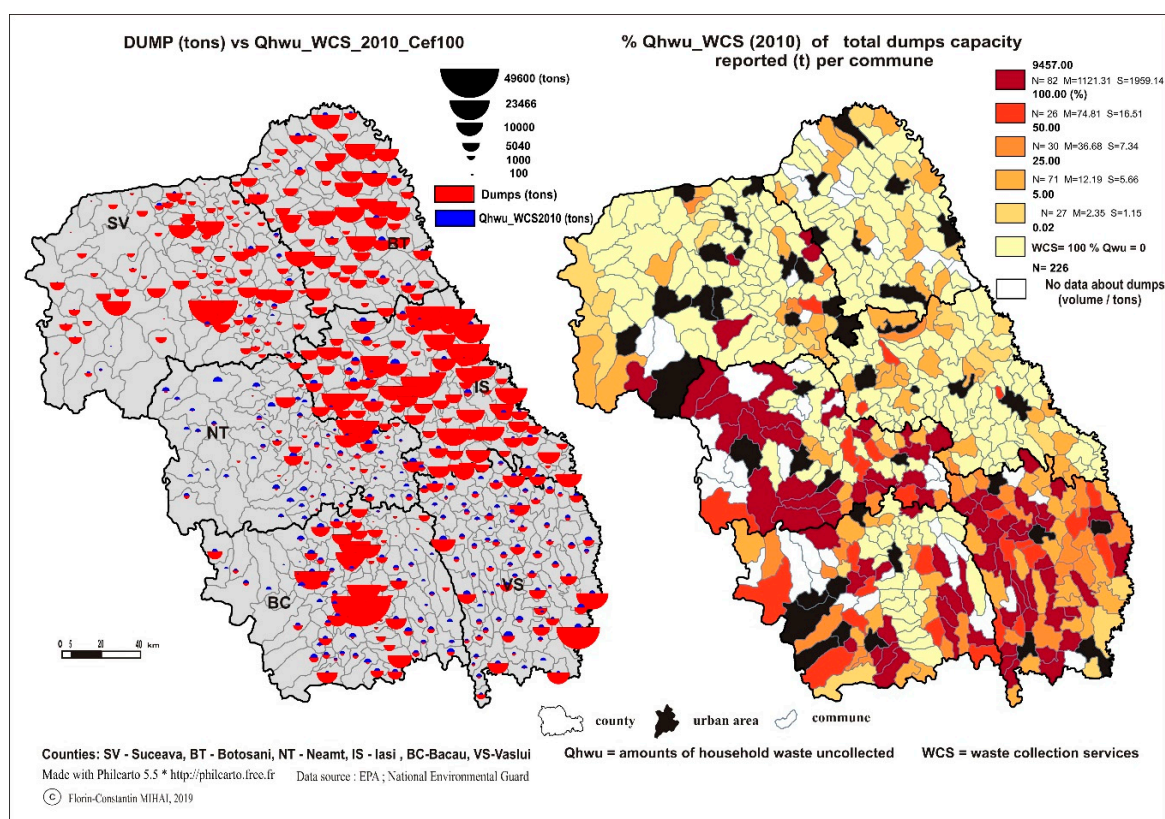 DUMP (tons) vs Qhwu_WCS_2010_Cef100
49600 (tons)
23466
10000
5040
1000
100
Dumps (tons)
Qhwu_WCS2010 (tons)
SV
BT
IS
NT
BC
VS
0 5 20 40 km
% Qhwu_WCS (2010) of total dumps capacity
reported (t) per commune
9457.00
N= 82 M=1121.31 S=1959.14
100.00 (%)
N= 26 M=74.81 S=16.51
50.00
N= 30 M=36.68 S=7.34
25.00
N= 71 M=12.19 S=5.66
5.00
N= 27 M=2.35 S=1.15
0.02
WCS= 100 % Qwu = 0
N= 226
No data about dumps
(volume / tons)
county
urban area
commune
Counties: SV - Suceava, BT - Botosani, NT - Neamt, IS - Iasi , BC-Bacau, VS-Vaslui
Qhwu = amounts of household waste uncollected
WCS = waste collection services
Made with Philcarto 5.5 * http://philcarto.free.fr
Data source : EPA ; National Environmental Guard
© Florin-Constantin MIHAI, 2019